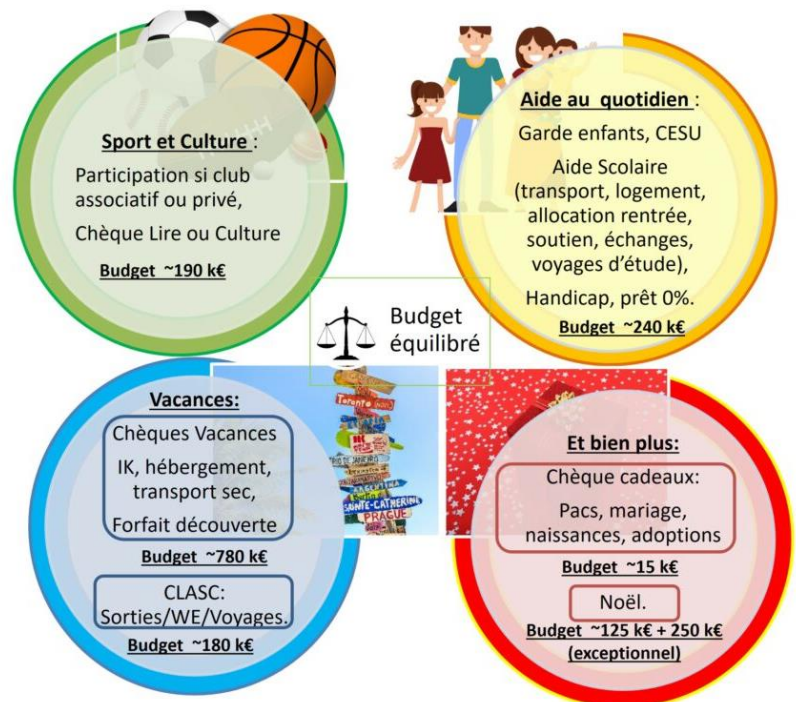 Sport et Culture :
Participation si club
associatif ou privé,
Chèque Lire ou Culture
Budget ~190 k€
Aide au quotidien :
Garde enfants, CESU
Aide Scolaire
(transport, logement,
allocation rentrée,
soutien, échanges,
voyages d'étude),
Handicap, prêt 0%.
Budget ~240 k€
Budget
équilibré
Vacances:
Chèques Vacances
IK, hébergement,
transport sec,
Forfait découverte
Budget ~780 k€
CLASC:
Sorties/WE/Voyages.
Budget ~180 k€
Toronto
ARGENTINA
SAINTE-CATHERINE
PRAGUE
Et bien plus:
Chèque cadeaux:
Pacs, mariage,
naissances, adoptions
Budget ~15 k€
Noël.
Budget ~125 k€ + 250 k€
(exceptionnel)